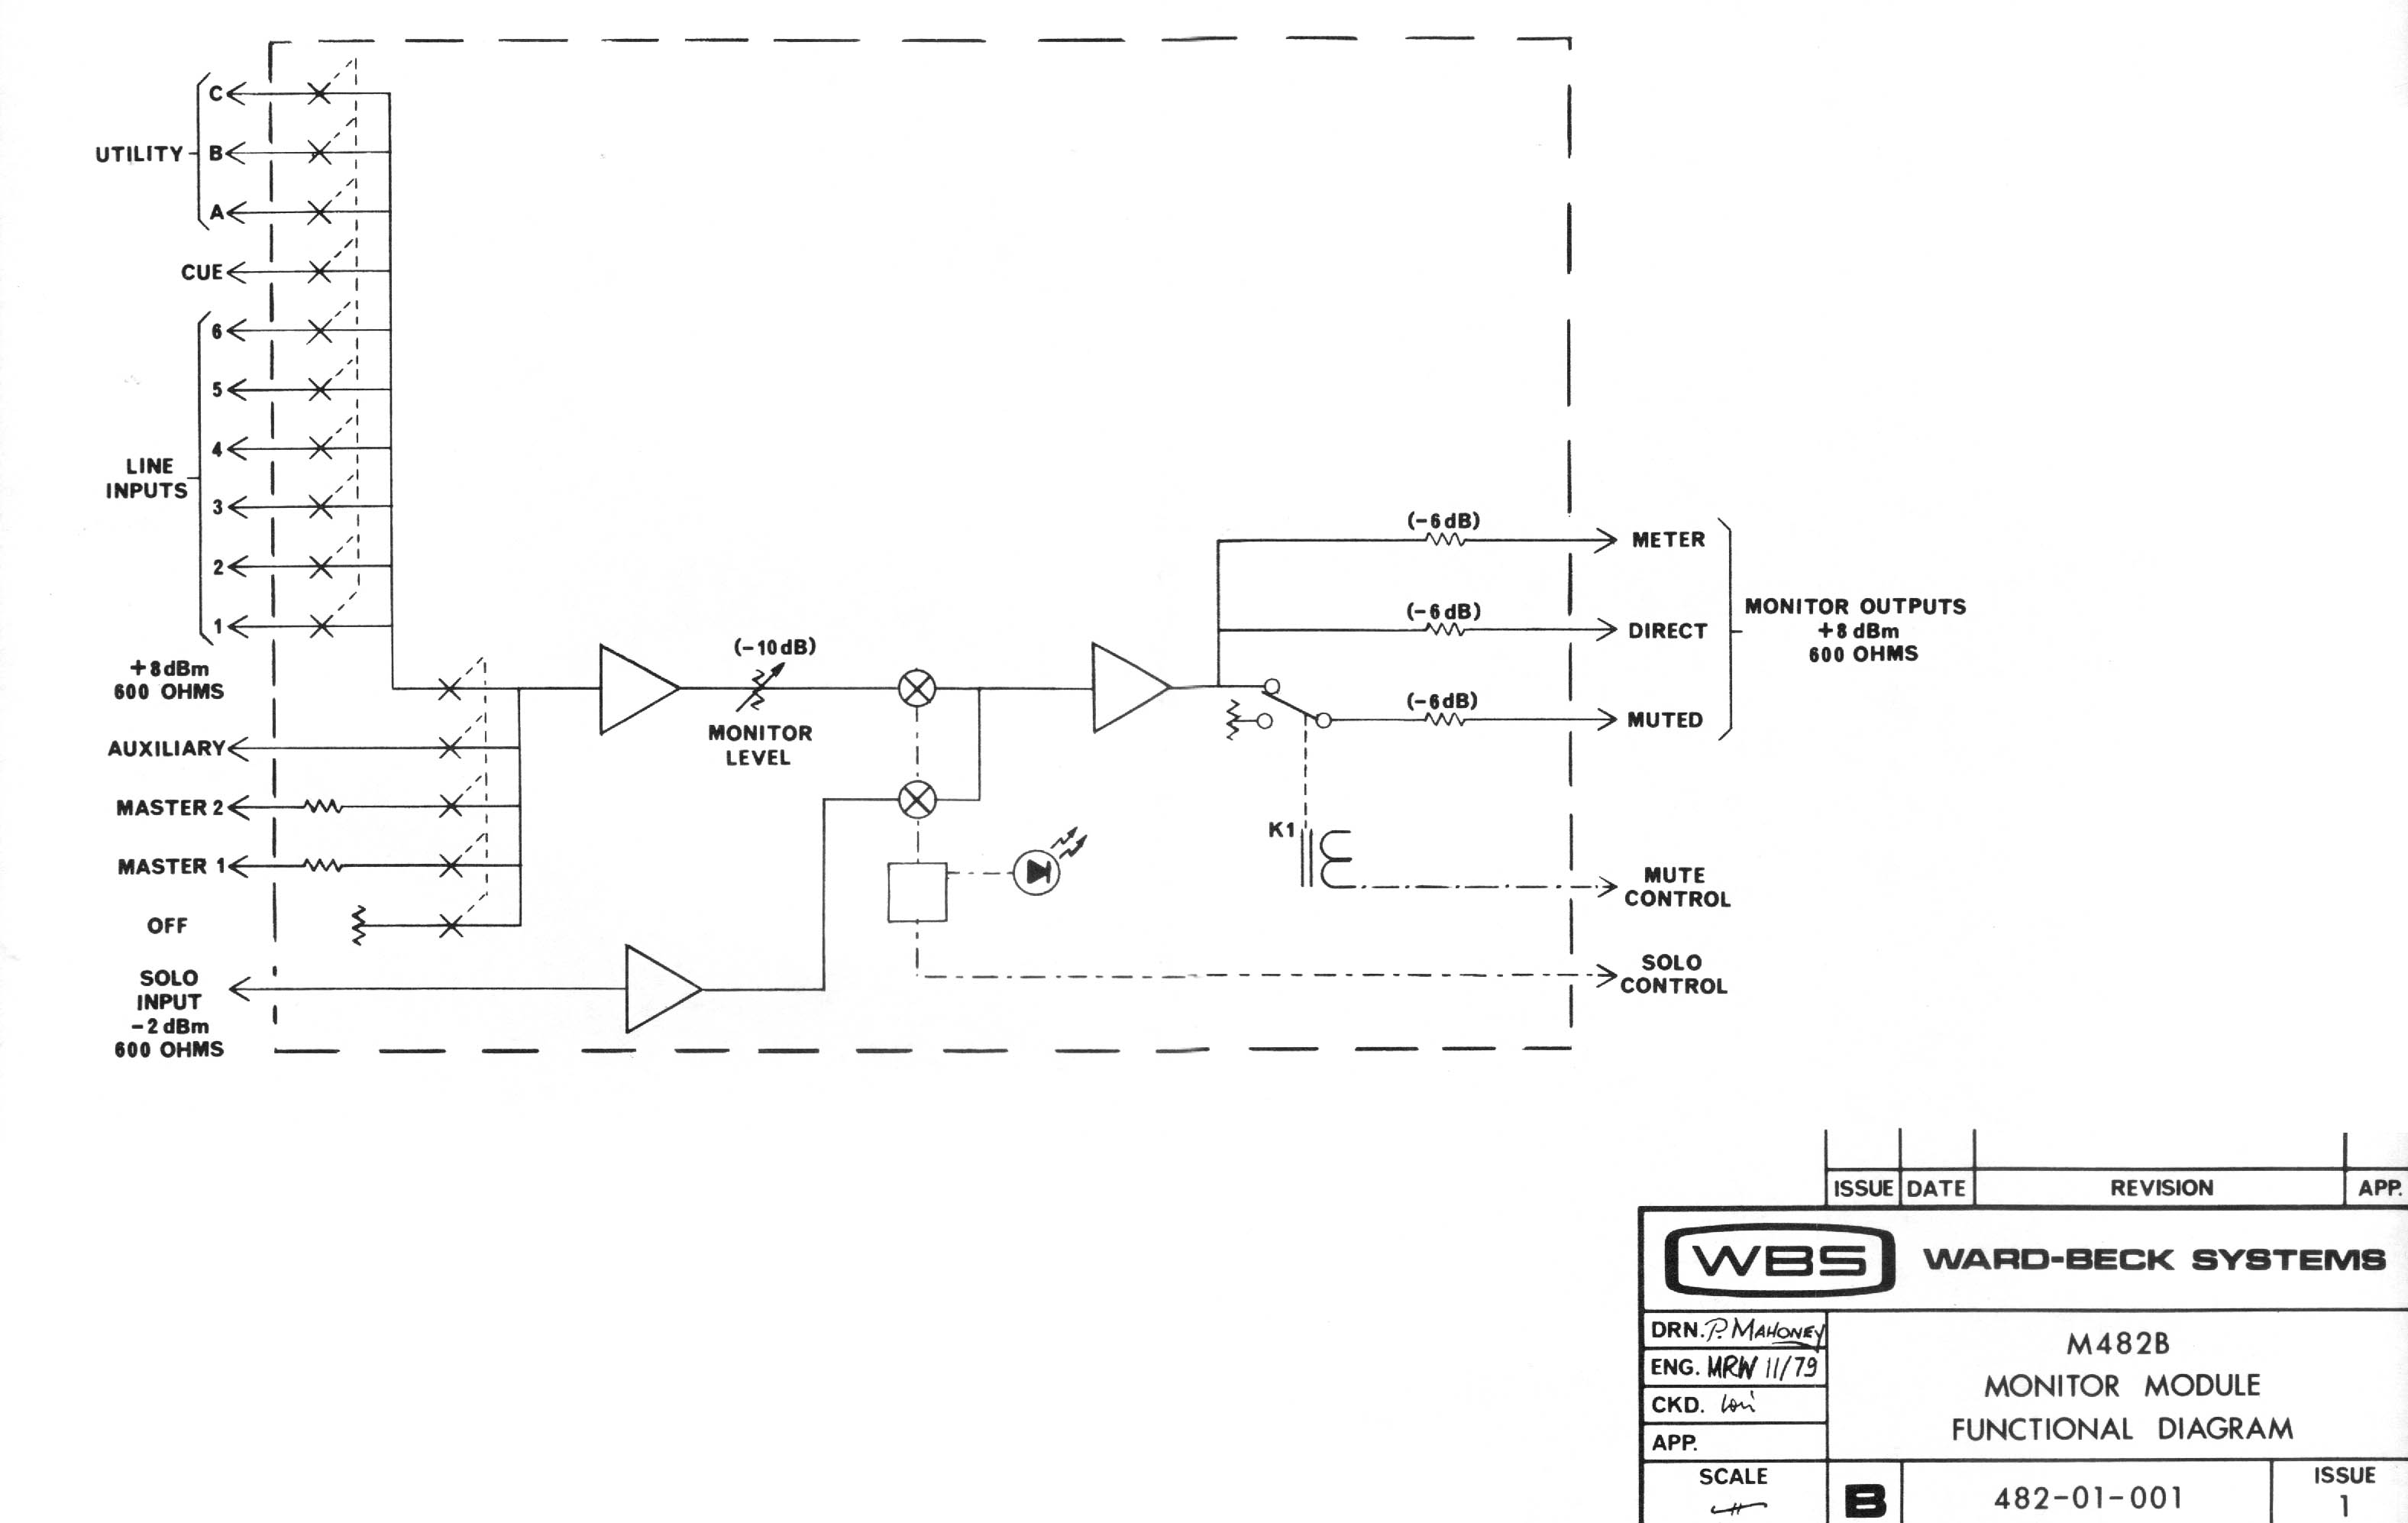 C
UTILITY
B
A
CUE
6
5
4
LINE
INPUTS
3
2
1
+8dBm
600 OHMS
AUXILIARY
MASTER 2
MASTER 1
OFF
SOLO
INPUT
-2 dBm
600 OHMS
(-10dB)
MONITOR
LEVEL
(-6dB)
METER
(-6dB)
DIRECT
(-6dB)
MUTED
MONITOR OUTPUTS
+8 dBm
600 OHMS
K1
MUTE
CONTROL
SOLO
CONTROL
ISSUE DATE REVISION APP.
WBS WARD-BECK SYSTEMS
DRN. P. MAHONEY
ENG. MRW 11/79
CKD.
APP.
M482B
MONITOR MODULE
FUNCTIONAL DIAGRAM
SCALE
B
482-01-001
ISSUE
1